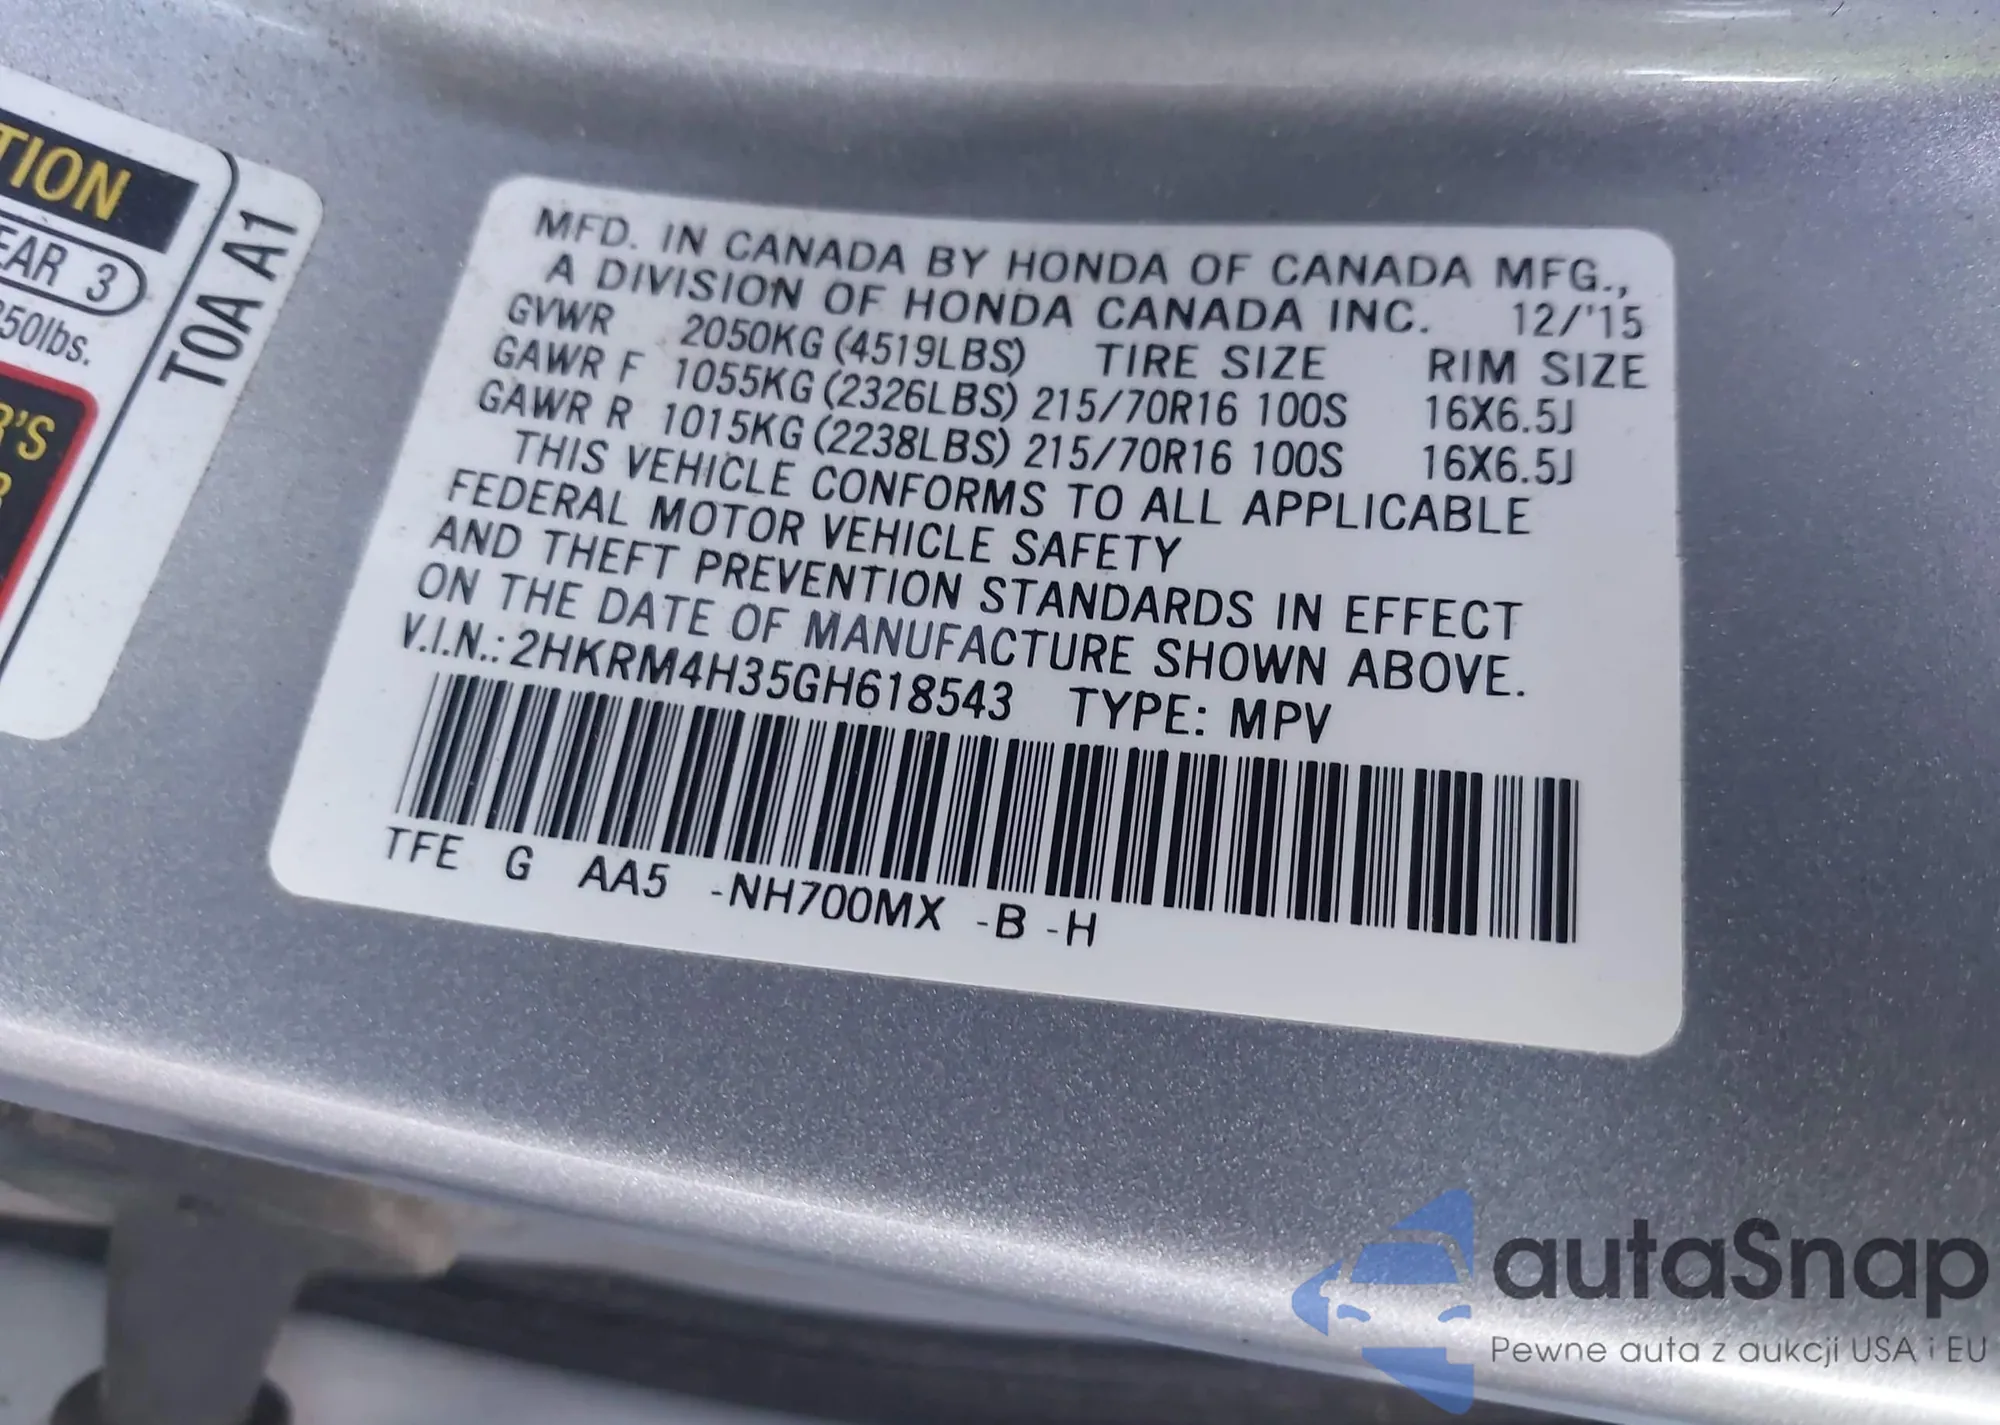 TION
EAR 3
350lbs.
R'S
T0A A1
MFD. IN CANADA BY HONDA OF CANADA MFG.,
A DIVISION OF HONDA CANADA INC. 12/'15
GVWR 2050KG (4519LBS) TIRE SIZE RIM SIZE
GAWR F 1055KG (2326LBS) 215/70R16 100S 16X6.5J
GAWR R 1015KG (2238LBS) 215/70R16 100S 16X6.5J
THIS VEHICLE CONFORMS TO ALL APPLICABLE
FEDERAL MOTOR VEHICLE SAFETY
AND THEFT PREVENTION STANDARDS IN EFFECT
ON THE DATE OF MANUFACTURE SHOWN ABOVE.
V.I.N.: 2HKRM4H35GH618543 TYPE: MPV
TFE G AA5 -NH700MX -B -H
autaSnap
Pewne auta z aukcji USA i EU